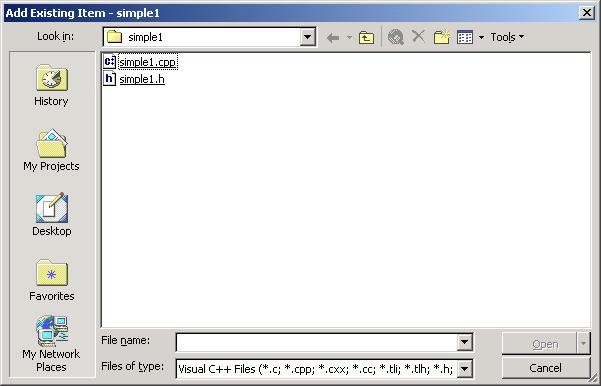 Add Existing Item - simple1
Look in: simple1 Tools
simple1.cpp
simple1.h
History
My Projects
Desktop
Favorites
My Network
Places
File name: Open
Files of type: Visual C++ Files (*.c; *.cpp; *.cxx; *.cc; *.tli; *.tlh; *.h; Cancel